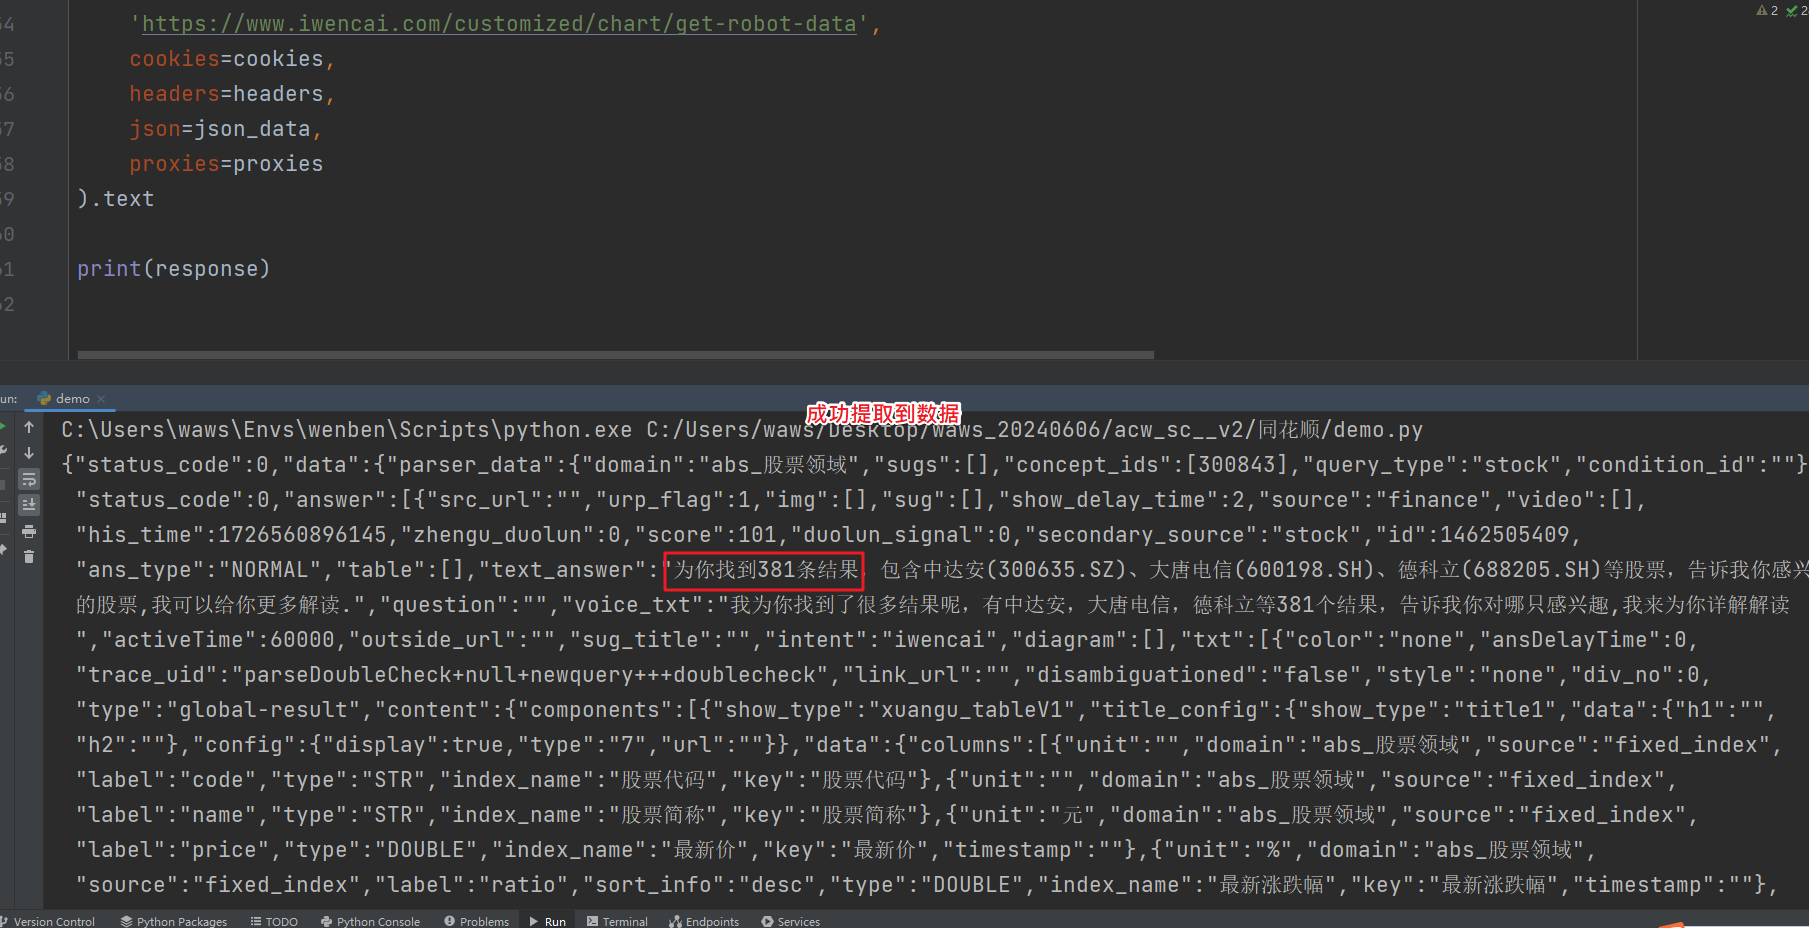 54
'https://www.iwencai.com/customized/chart/get-robot-data',
2 2
55
cookies=cookies,
56
headers=headers,
57
json=json_data,
58
proxies=proxies
59
).text
60
61
print(response)
62
un:
demo
成功提取到数据
C:\Users\waws\Envs\wenben\Scripts\python.exe C:/Users/waws/Desktop/waws_20240606/acw_sc__v2/同花顺/demo.py
{"status_code":0,"data":{"parser_data":{"domain":"abs_股票领域","sugs":[],"concept_ids":[300843],"query_type":"stock","condition_id":""}
"status_code":0,"answer":[{"src_url":"","urp_flag":1,"img":[],"sug":[],"show_delay_time":2,"source":"finance","video":[],
"his_time":1726560896145,"zhengu_duolun":0,"score":101,"duolun_signal":0,"secondary_source":"stock","id":1462505409,
"ans_type":"NORMAL","table":[],"text_answer":"为你找到381条结果，包含中达安(300635.SZ)、大唐电信(600198.SH)、德科立(688205.SH)等股票，告诉我你感兴
的股票,我可以给你更多解读.","question":"","voice_txt":"我为你找到了很多结果呢，有中达安，大唐电信，德科立等381个结果，告诉我你对哪只感兴趣,我来为你详解解读
","activeTime":60000,"outside_url":"","sug_title":"","intent":"iwencai","diagram":[],"txt":[{"color":"none","ansDelayTime":0,
"trace_uid":"parseDoubleCheck+null+newquery+++doublecheck","link_url":"","disambiguationed":"false","style":"none","div_no":0,
"type":"global-result","content":{"components":[{"show_type":"xuangu_tableV1","title_config":{"show_type":"title1","data":{"h1":"",
"h2":""},"config":{"display":true,"type":"7","url":""}},"data":{"columns":[{"unit":"","domain":"abs_股票领域","source":"fixed_index",
"label":"code","type":"STR","index_name":"股票代码","key":"股票代码"},{"unit":"","domain":"abs_股票领域","source":"fixed_index",
"label":"name","type":"STR","index_name":"股票简称","key":"股票简称"},{"unit":"元","domain":"abs_股票领域","source":"fixed_index",
"label":"price","type":"DOUBLE","index_name":"最新价","key":"最新价","timestamp":""},{"unit":"%","domain":"abs_股票领域",
"source":"fixed_index","label":"ratio","sort_info":"desc","type":"DOUBLE","index_name":"最新涨跌幅","key":"最新涨跌幅","timestamp":""},
Version Control Python Packages TODO Python Console Problems Run Terminal Endpoints Services